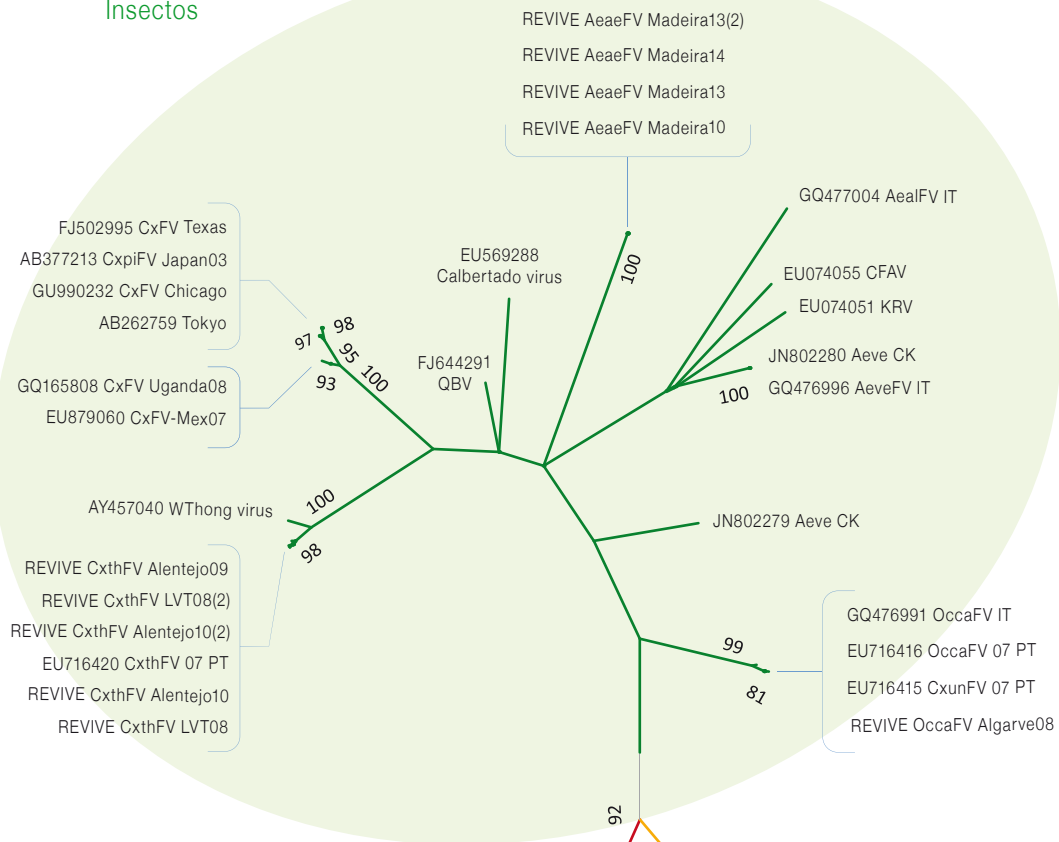 Insectos
REVIVE AeaeFV Madeira13(2)
REVIVE AeaeFV Madeira14
REVIVE AeaeFV Madeira13
REVIVE AeaeFV Madeira10
100
GQ477004 AealFV IT
EU074055 CFAV
EU074051 KRV
JN802280 Aeve CK
GQ476996 AeveFV IT
100
EU569288
Calbertado virus
FJ644291
QBV
FJ502995 CxFV Texas
AB377213 CxpiFV Japan03
GU990232 CxFV Chicago
AB262759 Tokyo
98
97
95
100
93
GQ165808 CxFV Uganda08
EU879060 CxFV-Mex07
AY457040 WThong virus
100
98
REVIVE CxthFV Alentejo09
REVIVE CxthFV LVT08(2)
REVIVE CxthFV Alentejo10(2)
EU716420 CxthFV 07 PT
REVIVE CxthFV Alentejo10
REVIVE CxthFV LVT08
JN802279 Aeve CK
99
81
GQ476991 OccaFV IT
EU716416 OccaFV 07 PT
EU716415 CxunFV 07 PT
REVIVE OccaFV Algarve08
92